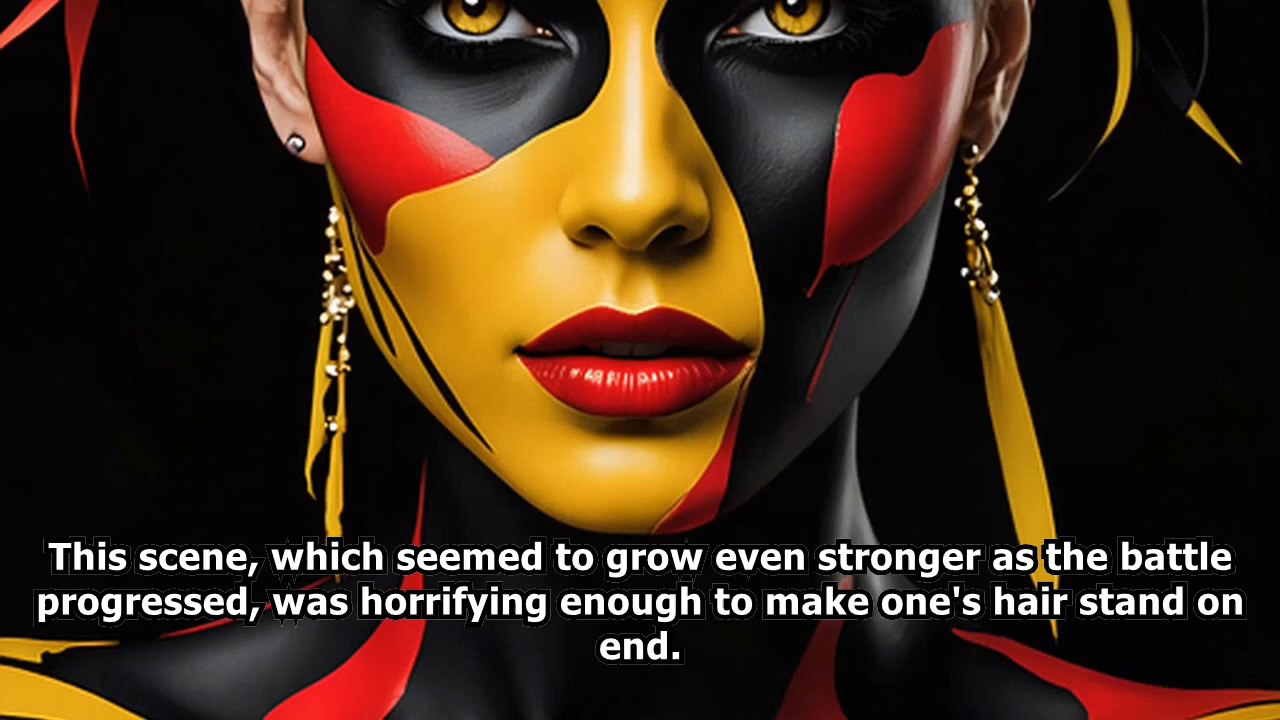 This scene, which seemed to grow even stronger as the battle
progressed, was horrifying enough to make one's hair stand on
end.